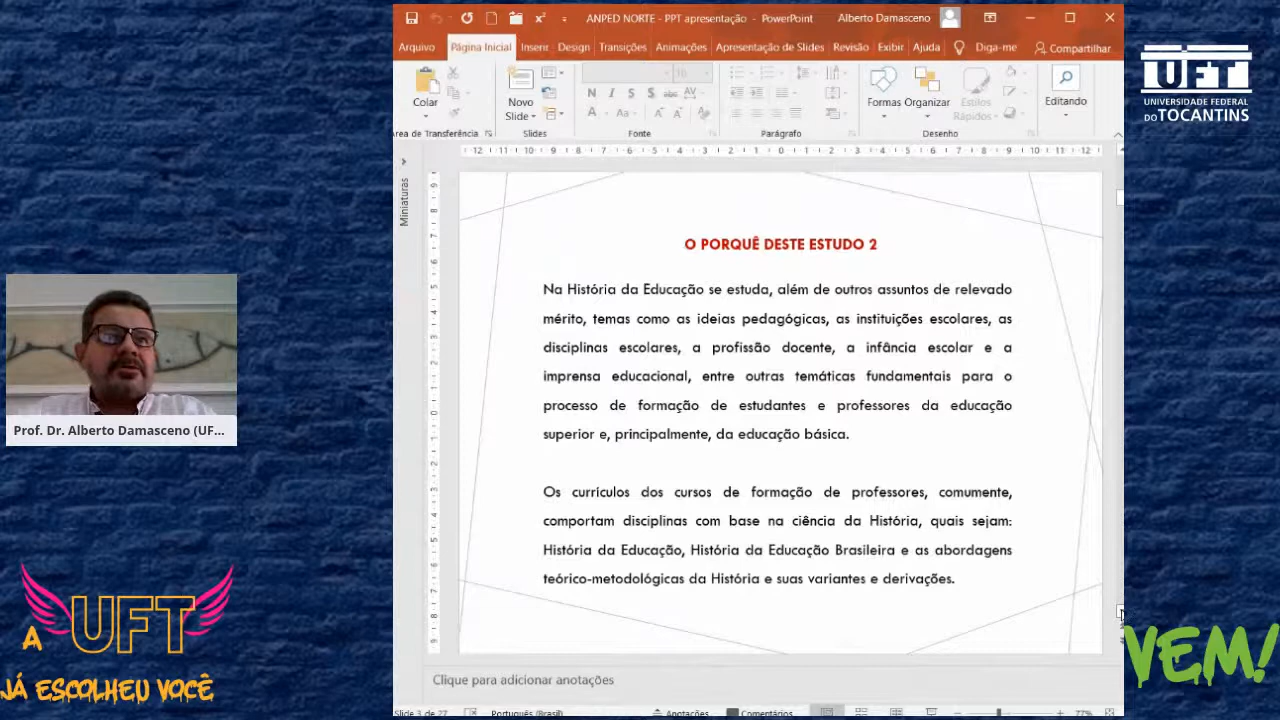 ANPED NORTE - PPT apresentação - PowerPoint
Alberto Damasceno
Arquivo Página Inicial Inserir Design Transições Animações Apresentação de Slides Revisão Exibir Ajuda Diga-me Compartilhar
Colar
Novo
Slide
Formas Organizar Estilos
Rápidos
Editando
Área de Transferência Slides Fonte Parágrafo Desenho
Miniaturas
O PORQUÊ DESTE ESTUDO 2
Na História da Educação se estuda, além de outros assuntos de relevado
mérito, temas como as ideias pedagógicas, as instituições escolares, as
disciplinas escolares, a profissão docente, a infância escolar e a
imprensa educacional, entre outras temáticas fundamentais para o
processo de formação de estudantes e professores da educação
superior e, principalmente, da educação básica.
Os currículos dos cursos de formação de professores, comumente,
comportam disciplinas com base na ciência da História, quais sejam:
História da Educação, História da Educação Brasileira e as abordagens
teórico-metodológicas da História e suas variantes e derivações.
Clique para adicionar anotações
Slide 3 de 27 Português (Brasil) Anotações Comentários 77%
Prof. Dr. Alberto Damasceno (UF...
UFT
UNIVERSIDADE FEDERAL
DO TOCANTINS
A UFT
JÁ ESCOLHEU VOCÊ
VEM!